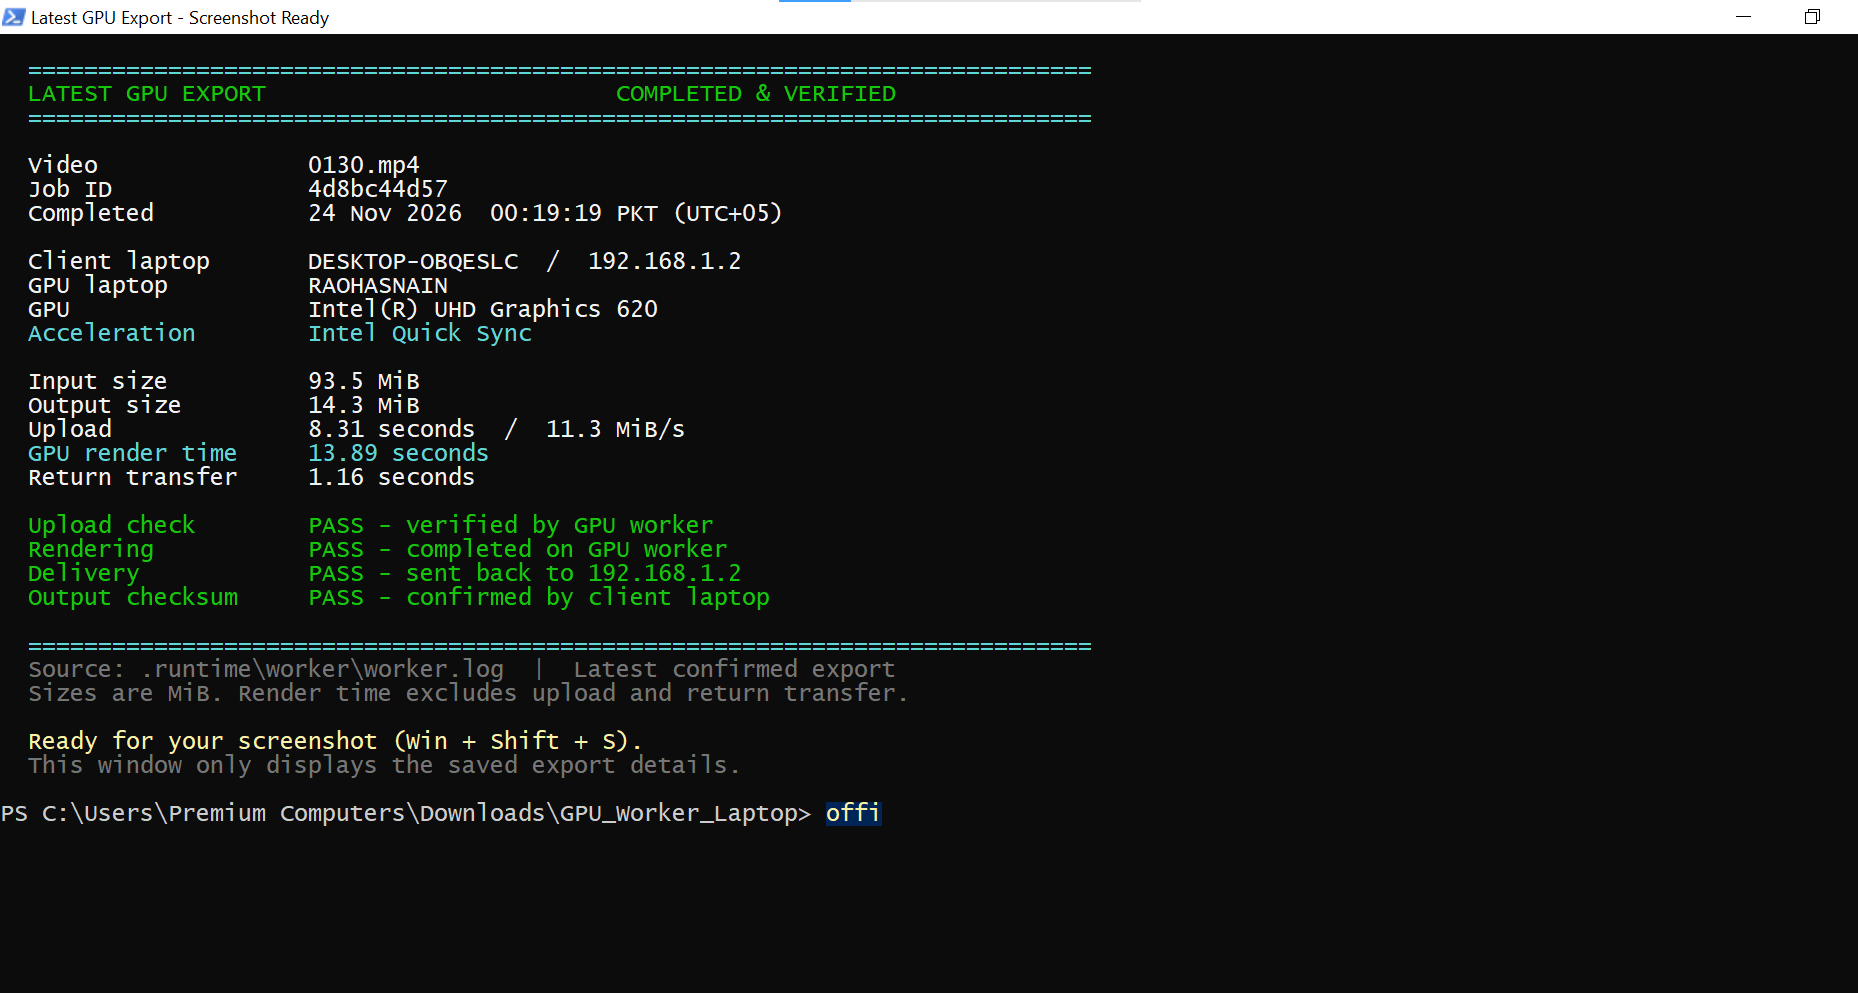 Latest GPU Export - Screenshot Ready
============================================================================
LATEST GPU EXPORT                         COMPLETED & VERIFIED
============================================================================
Video               0130.mp4
Job ID              4d8bc44d57
Completed           24 Nov 2026  00:19:19 PKT (UTC+05)
Client laptop       DESKTOP-OBQESLC  /  192.168.1.2
GPU laptop          RAOHASNAIN
GPU                 Intel(R) UHD Graphics 620
Acceleration        Intel Quick Sync
Input size          93.5 MiB
Output size         14.3 MiB
Upload              8.31 seconds  /  11.3 MiB/s
GPU render time     13.89 seconds
Return transfer     1.16 seconds
Upload check        PASS - verified by GPU worker
Rendering           PASS - completed on GPU worker
Delivery            PASS - sent back to 192.168.1.2
Output checksum     PASS - confirmed by client laptop
============================================================================
Source: .runtime\worker\worker.log  |  Latest confirmed export
Sizes are MiB. Render time excludes upload and return transfer.
Ready for your screenshot (Win + Shift + S).
This window only displays the saved export details.
PS C:\Users\Premium Computers\Downloads\GPU_Worker_Laptop> offi